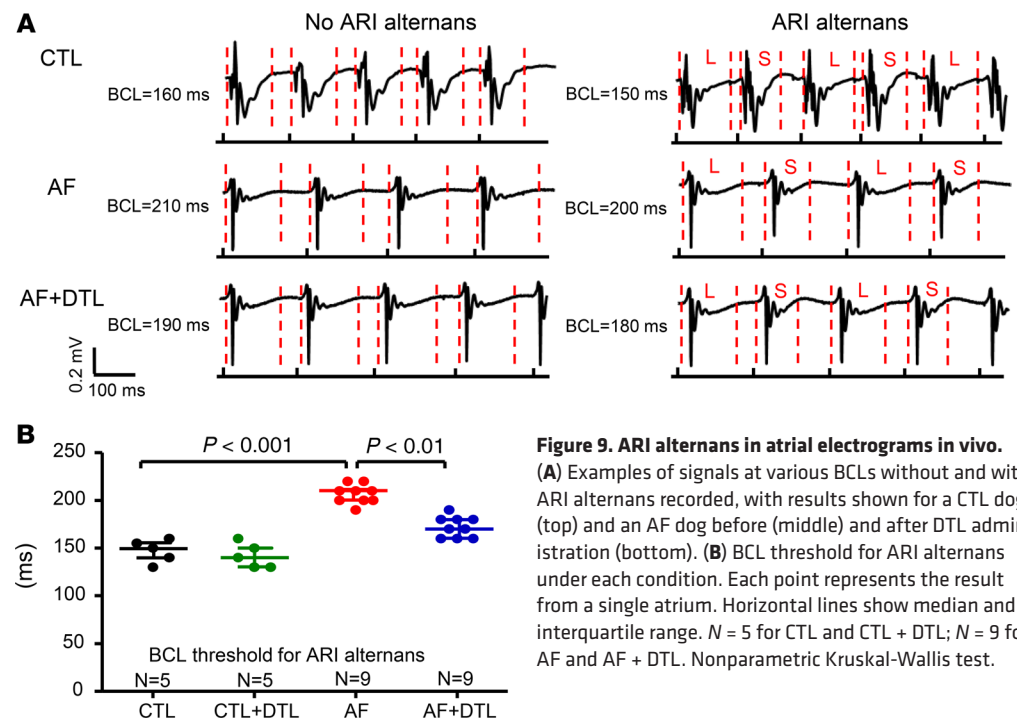 A
No ARI alternans
ARI alternans
CTL
BCL=160 ms
BCL=150 ms
L S L S L
AF
BCL=210 ms
BCL=200 ms
L S L S
AF+DTL
BCL=190 ms
BCL=180 ms
L S L S
0.2 mV
100 ms
B
P < 0.001
P < 0.01
(ms)
250
200
150
100
50
0
BCL threshold for ARI alternans
N=5 N=5 N=9 N=9
CTL CTL+DTL AF AF+DTL
Figure 9. ARI alternans in atrial electrograms in vivo.
(A) Examples of signals at various BCLs without and wit
ARI alternans recorded, with results shown for a CTL dog
(top) and an AF dog before (middle) and after DTL admin
istration (bottom). (B) BCL threshold for ARI alternans
under each condition. Each point represents the result
from a single atrium. Horizontal lines show median and
interquartile range. N = 5 for CTL and CTL + DTL; N = 9 fo
AF and AF + DTL. Nonparametric Kruskal-Wallis test.